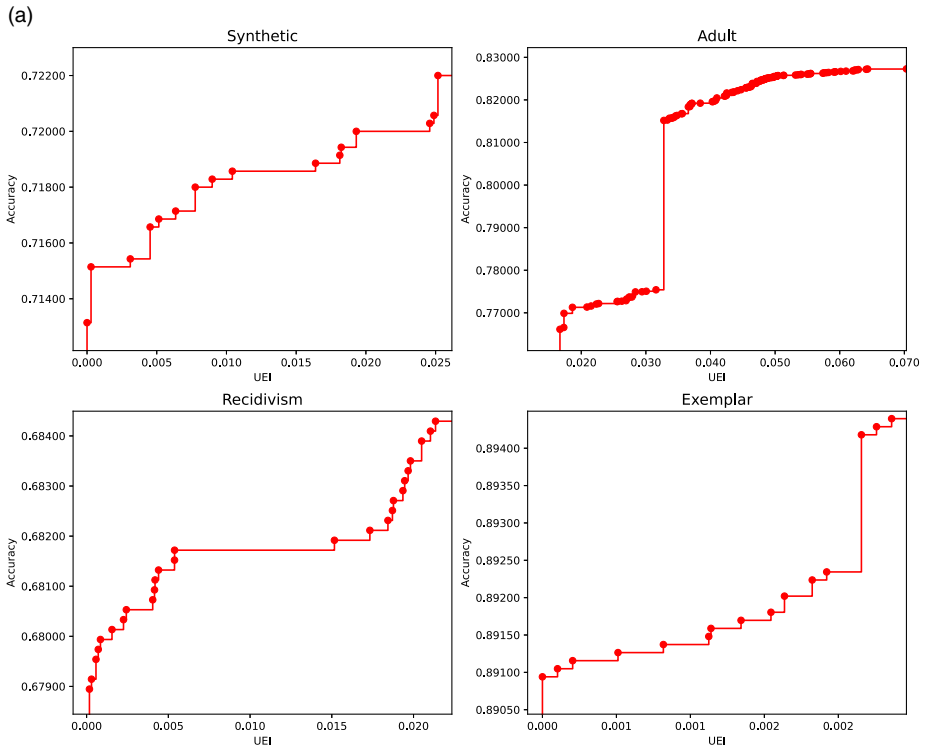 (a)
Synthetic
0.72200
0.72000
0.71800
0.71600
0.71400
Accuracy
0.000 0.005 0.010 0.015 0.020 0.025
UEI
Adult
0.83000
0.82000
0.81000
0.80000
0.79000
0.78000
0.77000
Accuracy
0.020 0.030 0.040 0.050 0.060 0.070
UEI
Recidivism
0.68400
0.68300
0.68200
0.68100
0.68000
0.67900
Accuracy
0.000 0.005 0.010 0.015 0.020
UEI
Exemplar
0.89400
0.89350
0.89300
0.89250
0.89200
0.89150
0.89100
0.89050
Accuracy
0.000 0.001 0.001 0.002 0.002
UEI